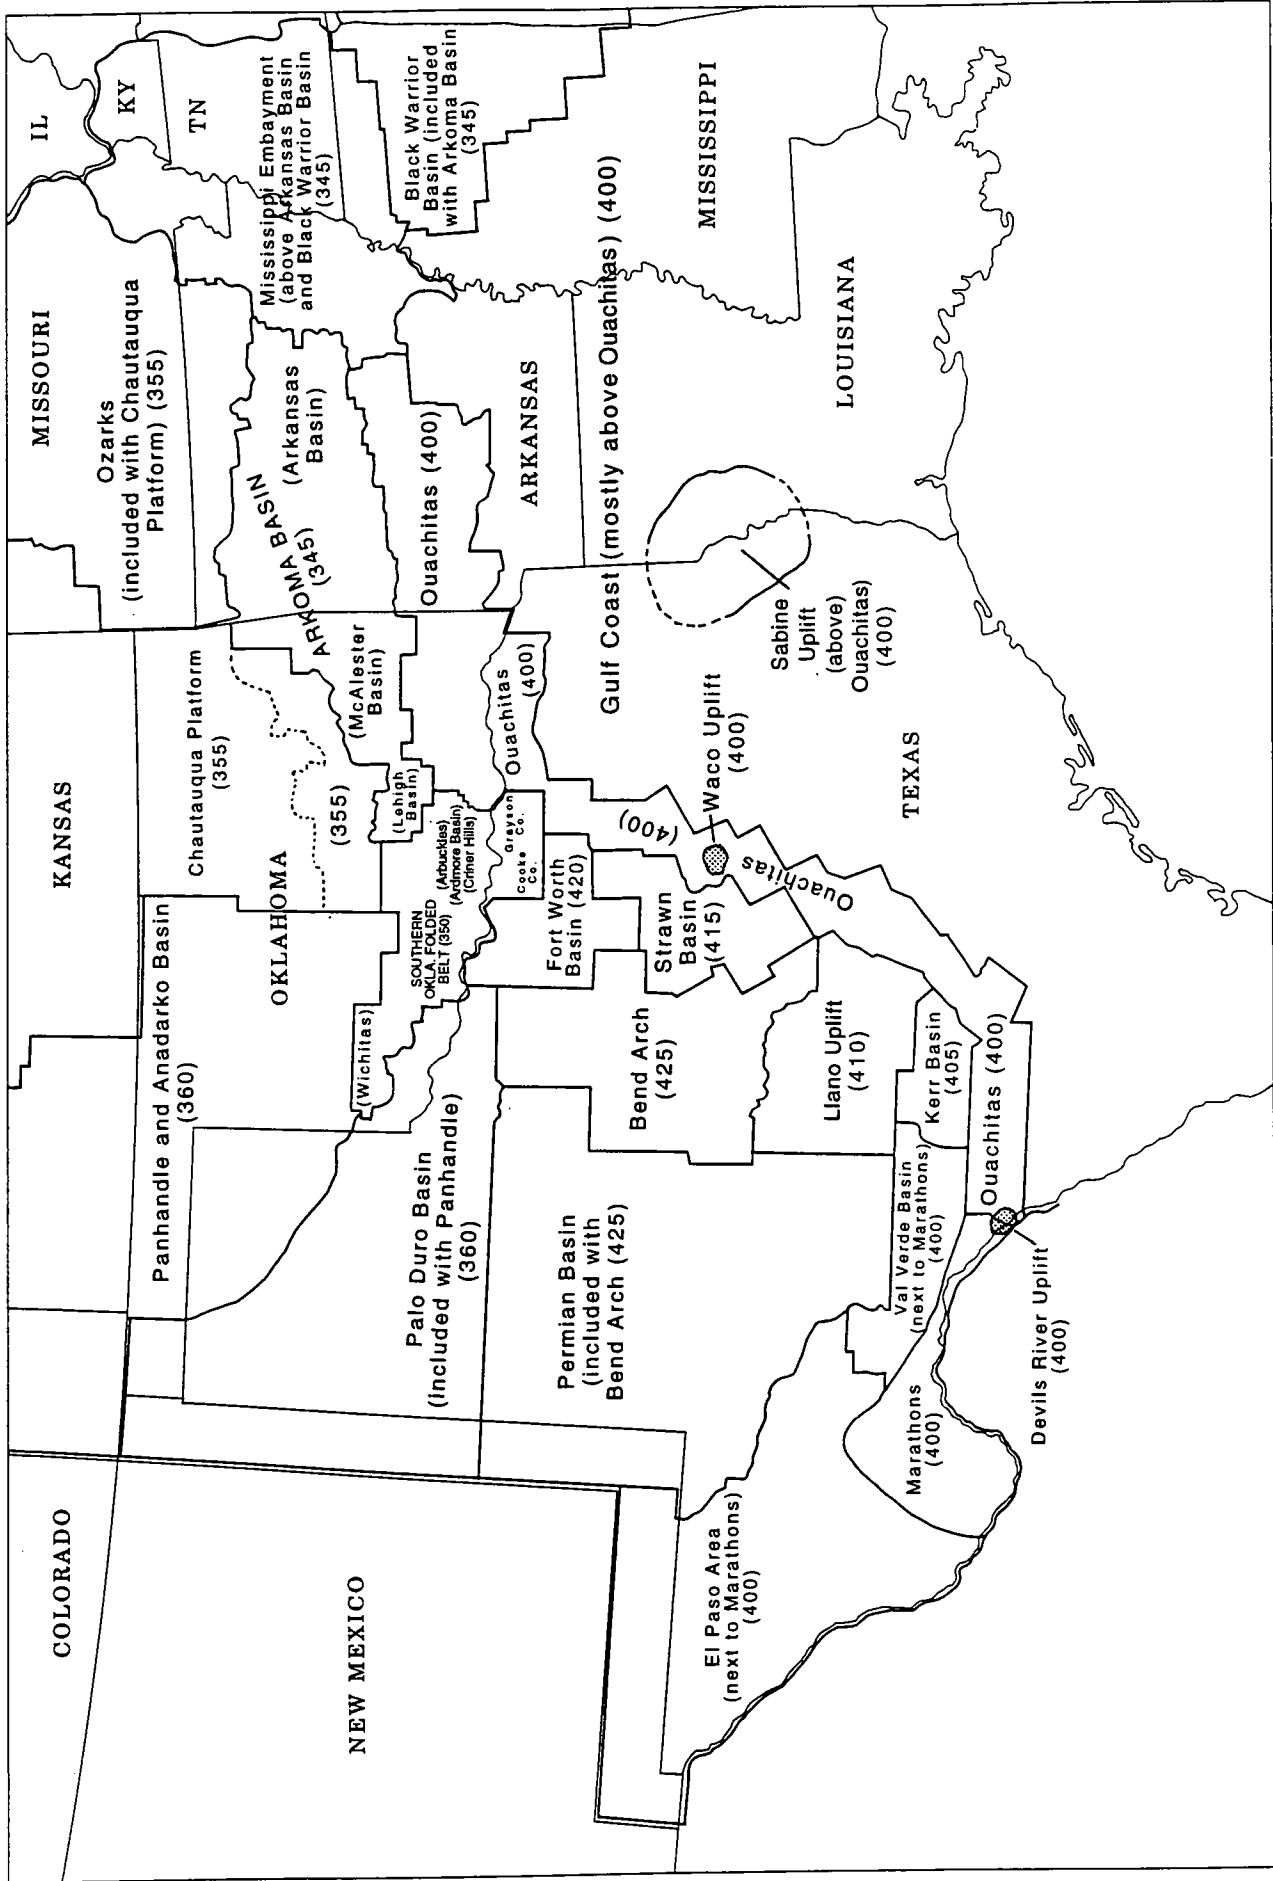 COLORADO
KANSAS
MISSOURI
IL
KY
TN
NEW MEXICO
OKLAHOMA
ARKANSAS
MISSISSIPPI
LOUISIANA
TEXAS
Panhandle and Anadarko Basin
(360)
Chautauqua Platform
(355)
(355)
Ozarks
(included with Chautauqua
Platform) (355)
Mississippi Embayment
(above Arkansas Basin
and Black Warrior Basin
(345)
Black Warrior
Basin (included
with Arkoma Basin
(345)
ARKOMA BASIN
(345)
(Arkansas
Basin)
(McAlester
Basin)
(Lehigh
Basin)
Ouachitas (400)
(Wichitas)
SOUTHERN
OKLA. FOLDED
BELT (350)
(Arbuckles)
(Ardmore Basin)
(Criner Hills)
Cooke
Co.
Grayson
Co.
Ouachitas
(400)
Palo Duro Basin
(included with Panhandle)
(360)
Permian Basin
(included with
Bend Arch (425)
Bend Arch
(425)
Fort Worth
Basin (420)
Strawn
Basin
(415)
(400)
Ouachitas
Waco Uplift
(400)
Gulf Coast (mostly above Ouachitas) (400)
Sabine
Uplift
(above)
Ouachitas)
(400)
Llano Uplift
(410)
Kerr Basin
(405)
Ouachitas (400)
Val Verde Basin
(next to Marathons)
(400)
El Paso Area
(next to Marathons)
(400)
Marathons
(400)
Devils River Uplift
(400)